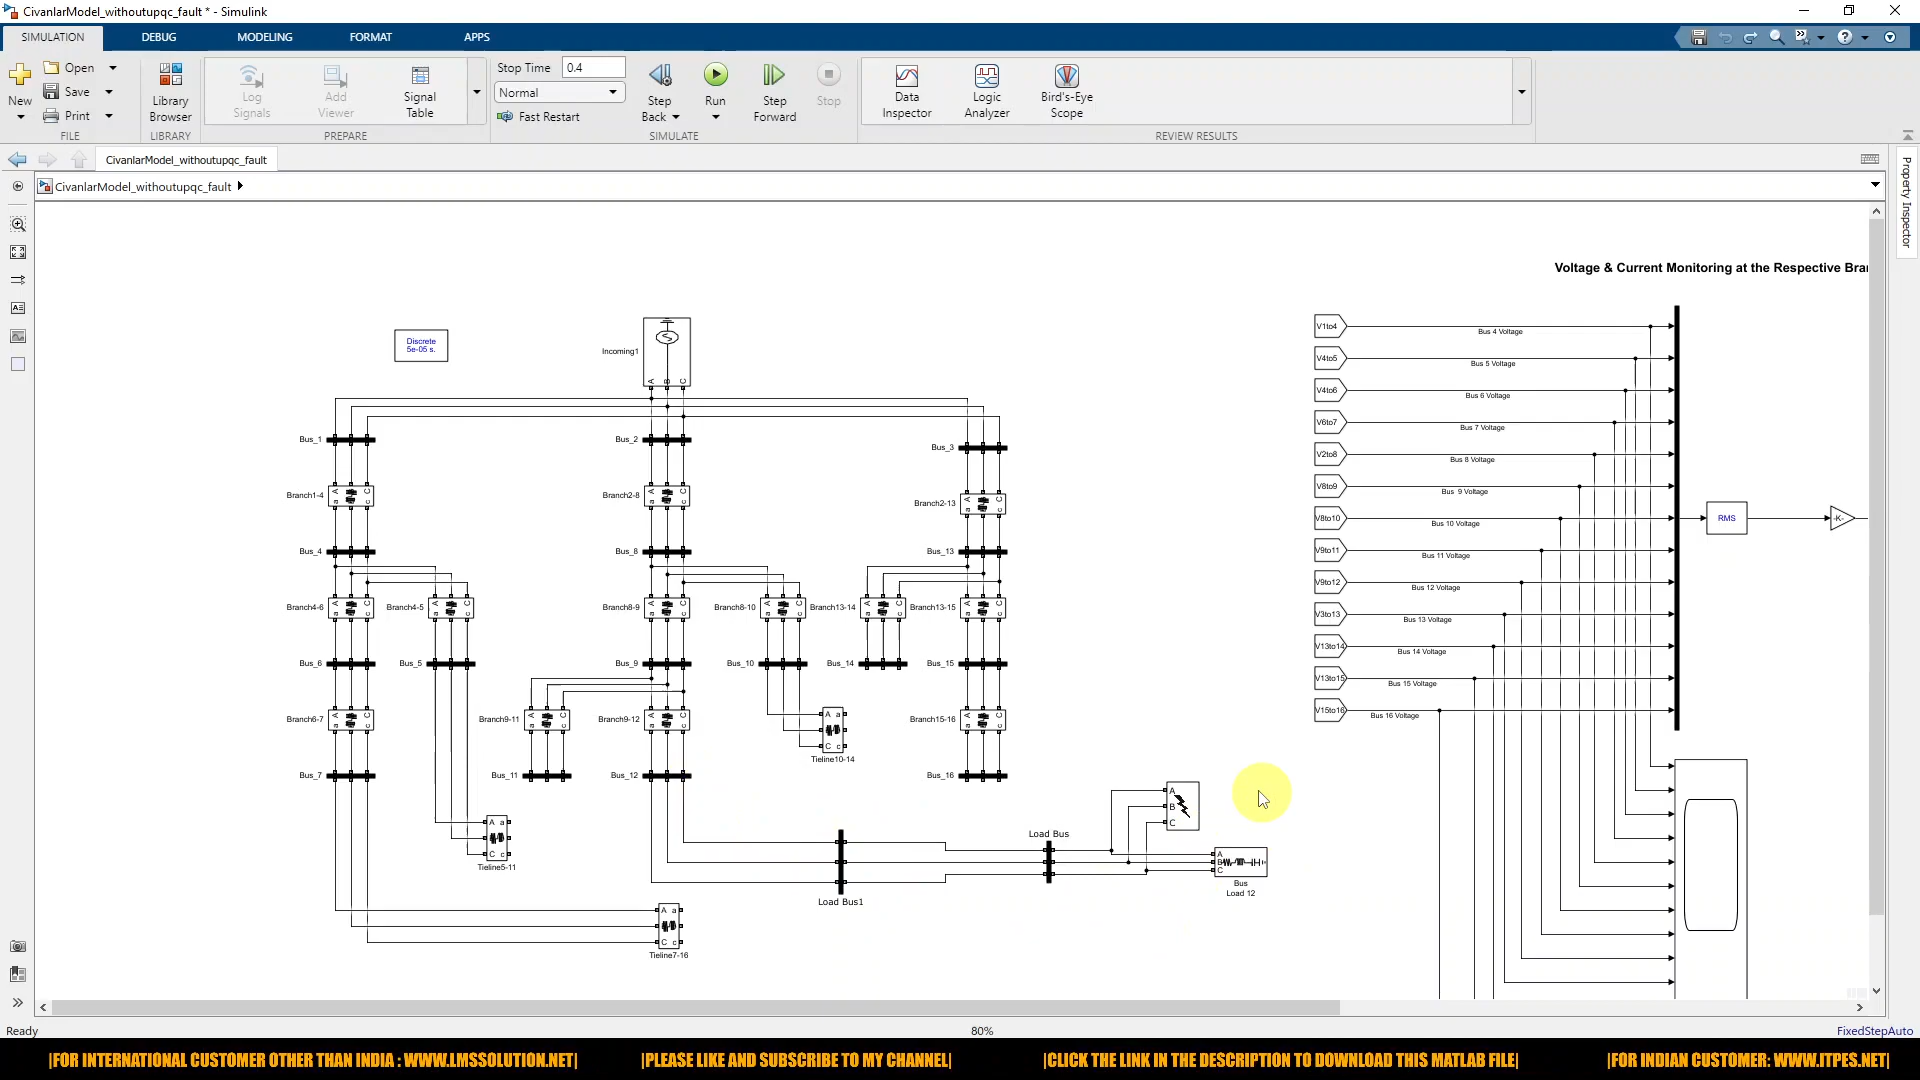 CivanlarModel_withoutupqc_fault * - Simulink
SIMULATION DEBUG MODELING FORMAT APPS
New
Open
Save
Print
FILE
Library Browser
LIBRARY
Log Signals
Add Viewer
Signal Table
PREPARE
Stop Time 0.4
Normal
Fast Restart
Step Back
Run
Step Forward
Stop
SIMULATE
Data Inspector
Logic Analyzer
Bird's-Eye Scope
REVIEW RESULTS
CivanlarModel_withoutupqc_fault
CivanlarModel_withoutupqc_fault
Property Inspector
Voltage & Current Monitoring at the Respective Bra
Discrete
5e-05 s.
Incoming1
A B C
Bus_1
Bus_2
Bus_3
Branch1-4
Branch2-8
Branch2-13
Bus_4
Bus_8
Bus_13
Branch4-6
Branch4-5
Branch8-9
Branch8-10
Branch13-14
Branch13-15
Bus_6
Bus_5
Bus_9
Bus_10
Bus_14
Bus_15
Branch6-7
Branch9-11
Branch9-12
Branch15-16
Tieline10-14
Bus_7
Bus_11
Bus_12
Bus_16
Tieline5-11
Load Bus1
Load Bus
A
B
C
Bus
Load 12
Tieline7-16
V1to4 Bus 4 Voltage
V4to5 Bus 5 Voltage
V4to6 Bus 6 Voltage
V6to7 Bus 7 Voltage
V2to8 Bus 8 Voltage
V8to9 Bus 9 Voltage
V8to10 Bus 10 Voltage
V9to11 Bus 11 Voltage
V9to12 Bus 12 Voltage
V3to13 Bus 13 Voltage
V13to14 Bus 14 Voltage
V13to15 Bus 15 Voltage
V15to16 Bus 16 Voltage
RMS
-K-
Ready
80%
FixedStepAuto
|FOR INTERNATIONAL CUSTOMER OTHER THAN INDIA : WWW.LMSSOLUTION.NET| |PLEASE LIKE AND SUBSCRIBE TO MY CHANNEL| |CLICK THE LINK IN THE DESCRIPTION TO DOWNLOAD THIS MATLAB FILE| |FOR INDIAN CUSTOMER: WWW.ITPES.NET|